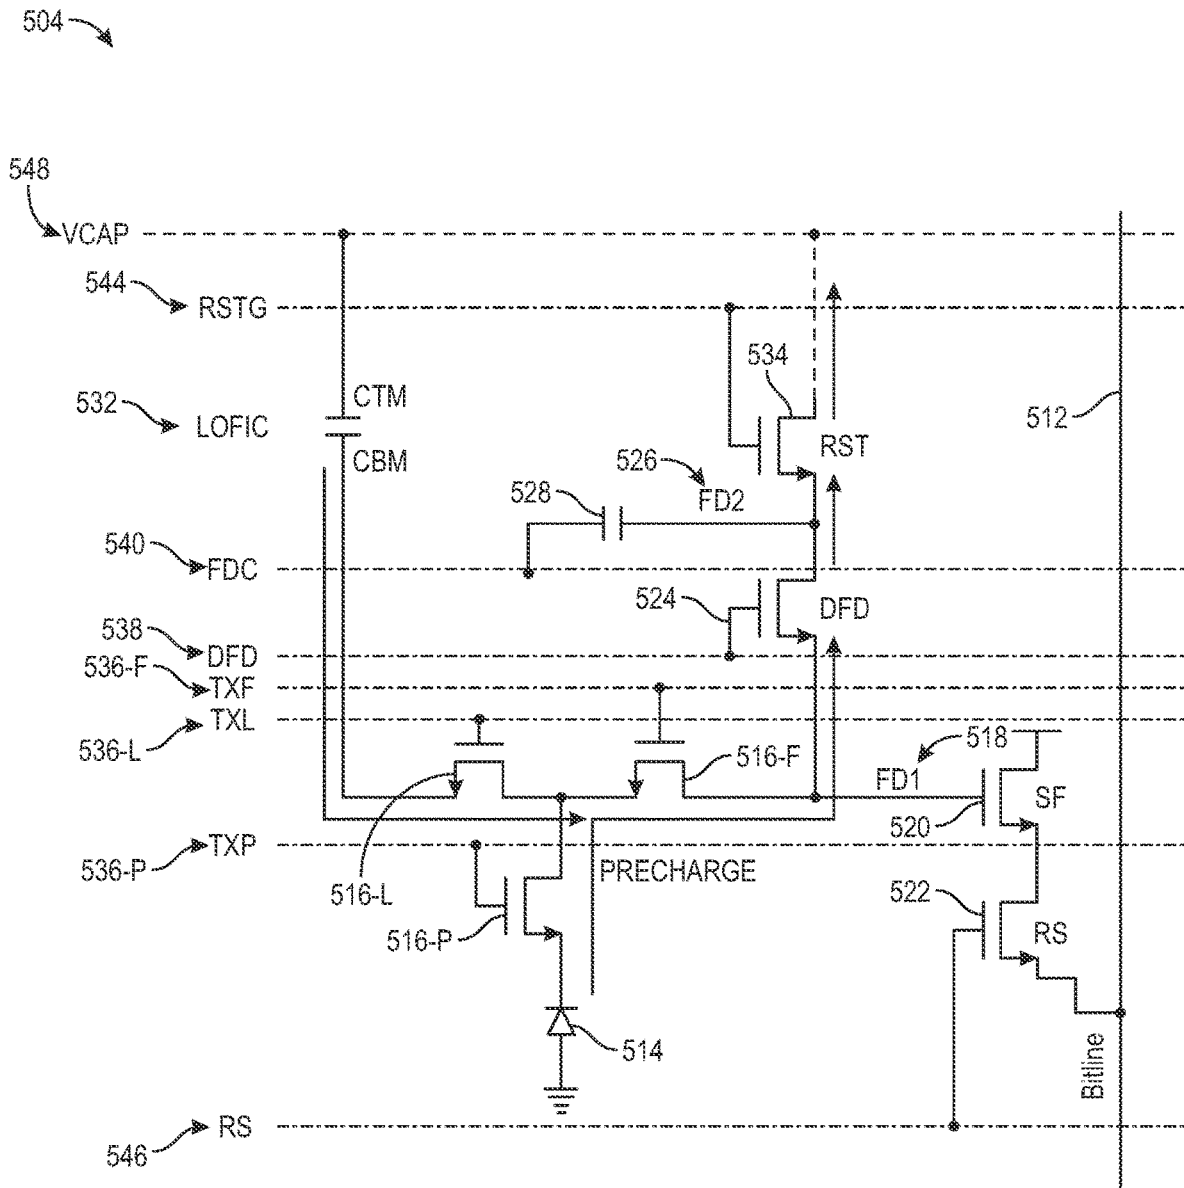 504
548
VCAP
544
RSTG
534
532
CTM
512
LOFIC
RST
CBM
526
FD2
528
540
FDC
524
DFD
538
DFD
536-F
TXF
TXL
536-L
516-F
518
FD1
SF
520
TXP
536-P
PRECHARGE
516-L
522
516-P
RS
514
Bitline
RS
546